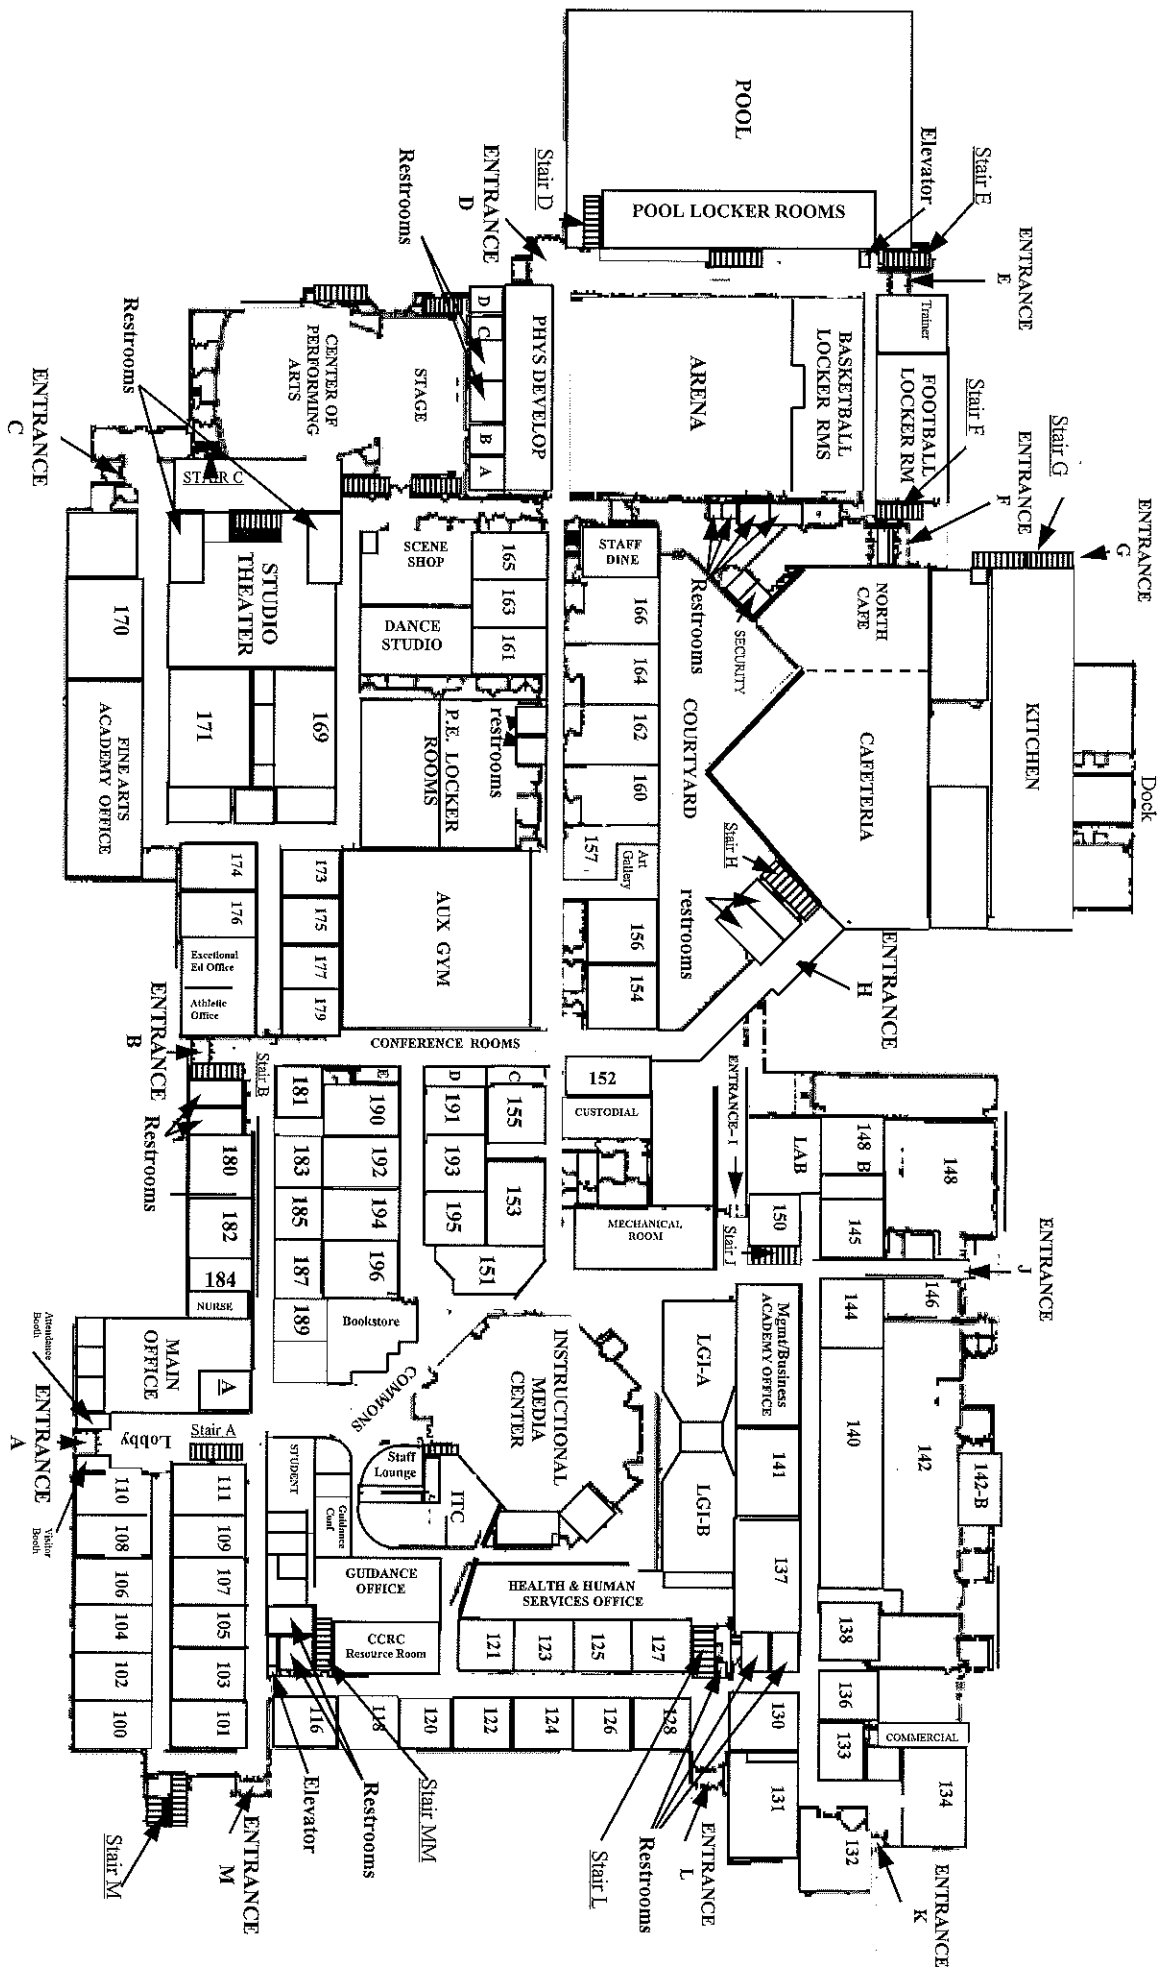 POOL
POOL LOCKER ROOMS
Elevator
Stair E
ENTRANCE
E
Stair D
ENTRANCE
D
Restrooms
Trainer
FOOTBALL
LOCKER RM
BASKETBALL
LOCKER RMS
ARENA
PHYS DEVELOP
D
C
B
A
STAGE
CENTER OF
PERFORMING
ARTS
Restrooms
ENTRANCE
C
STAIR C
Stair F
ENTRANCE
F
Stair G
ENTRANCE
G
Dock
KITCHEN
NORTH
CAFE
CAFETERIA
SECURITY
Restrooms
COURTYARD
STAFF
DINE
166
164
162
160
157
Art
Gallery
156
154
Stair H
restrooms
ENTRANCE
H
SCENE
SHOP
DANCE
STUDIO
165
163
161
P.E. LOCKER
ROOMS
restrooms
AUX GYM
STUDIO
THEATER
169
171
170
FINE ARTS
ACADEMY OFFICE
174
176
Exceptional
Ed Office
Athletic
Office
173
175
177
179
ENTRANCE
B
Stair B
Restrooms
CONFERENCE ROOMS
E
D
C
181
183
185
187
189
190
192
194
196
Bookstore
191
193
195
155
153
151
152
CUSTODIAL
MECHANICAL
ROOM
ENTRANCE-I
LAB
148
B
148
150
145
Stair J
ENTRANCE
J
146
144
140
142
142-B
Mgmt/Business
ACADEMY OFFICE
141
137
138
136
133
COMMERCIAL
134
132
131
130
ENTRANCE
K
LGI-A
LGI-B
INSTRUCTIONAL
MEDIA
CENTER
COMMONS
Staff
Lounge
ITC
STUDENT
Guidance
Conf
GUIDANCE
OFFICE
CCRC
Resource Room
HEALTH & HUMAN
SERVICES OFFICE
121
123
125
127
116
118
120
122
124
126
128
Restrooms
ENTRANCE
L
Stair L
Stair MM
Restrooms
Elevator
ENTRANCE
M
Stair M
180
182
184
NURSE
MAIN
OFFICE
A
Attendance
Booth
ENTRANCE
A
Lobby
Stair A
Visitor
Booth
111
109
107
105
103
101
110
108
106
104
102
100